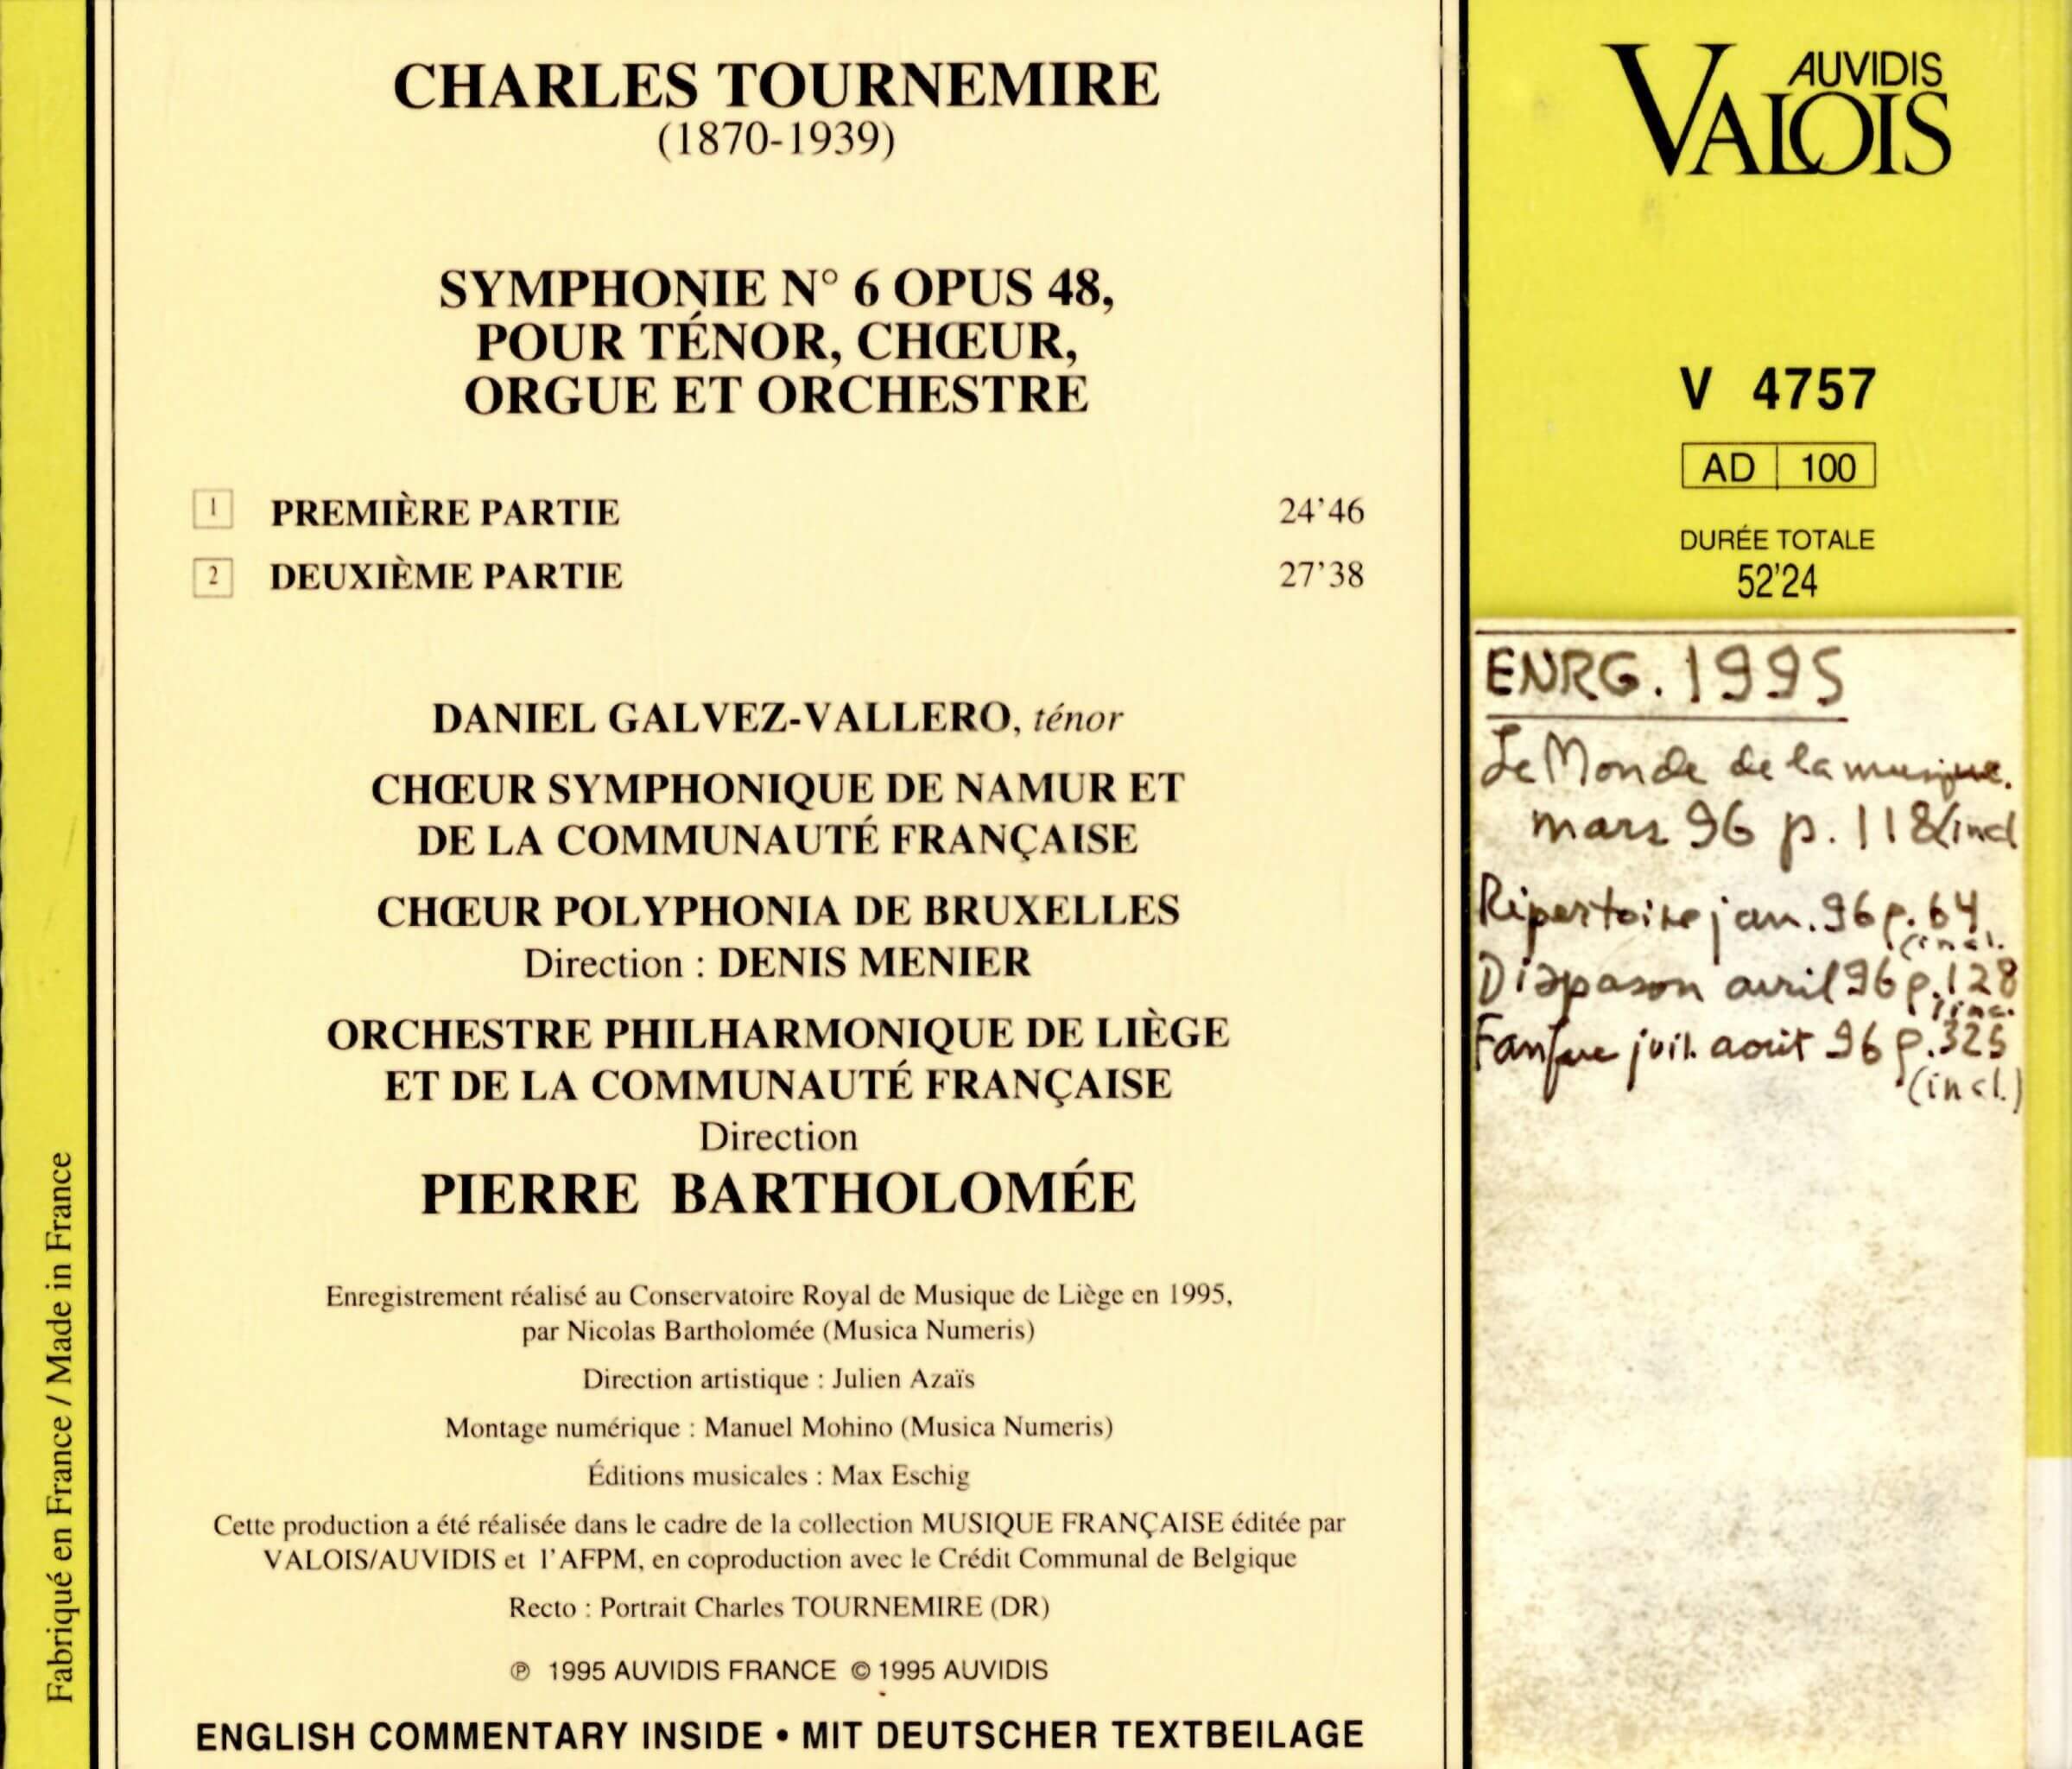 CHARLES TOURNEMIRE
(1870-1939)
SYMPHONIE N° 6 OPUS 48,
POUR TÉNOR, CHŒUR,
ORGUE ET ORCHESTRE
1 PREMIÈRE PARTIE 24'46
2 DEUXIÈME PARTIE 27'38
DANIEL GALVEZ-VALLERO, ténor
CHŒUR SYMPHONIQUE DE NAMUR ET
DE LA COMMUNAUTÉ FRANÇAISE
CHŒUR POLYPHONIA DE BRUXELLES
Direction : DENIS MENIER
ORCHESTRE PHILHARMONIQUE DE LIÈGE
ET DE LA COMMUNAUTÉ FRANÇAISE
Direction
PIERRE BARTHOLOMÉE
Enregistrement réalisé au Conservatoire Royal de Musique de Liège en 1995,
par Nicolas Bartholomée (Musica Numeris)
Direction artistique : Julien Azaïs
Montage numérique : Manuel Mohino (Musica Numeris)
Éditions musicales : Max Eschig
Cette production a été réalisée dans le cadre de la collection MUSIQUE FRANÇAISE éditée par
VALOIS/AUVIDIS et l'AFPM, en coproduction avec le Crédit Communal de Belgique
Recto : Portrait Charles TOURNEMIRE (DR)
℗ 1995 AUVIDIS FRANCE © 1995 AUVIDIS
ENGLISH COMMENTARY INSIDE • MIT DEUTSCHER TEXTBEILAGE
Fabriqué en France / Made in France
AUVIDIS
VALOIS
V 4757
AD 100
DURÉE TOTALE
52'24
ENRG. 1995
Le Monde de la musique.
mars 96 p. 118 (incl
Répertoire jan. 96 p. 64
(incl.
Diapason avril 96 p. 128
(inc.
Fanfare juil. août 96 p. 325
(incl.)